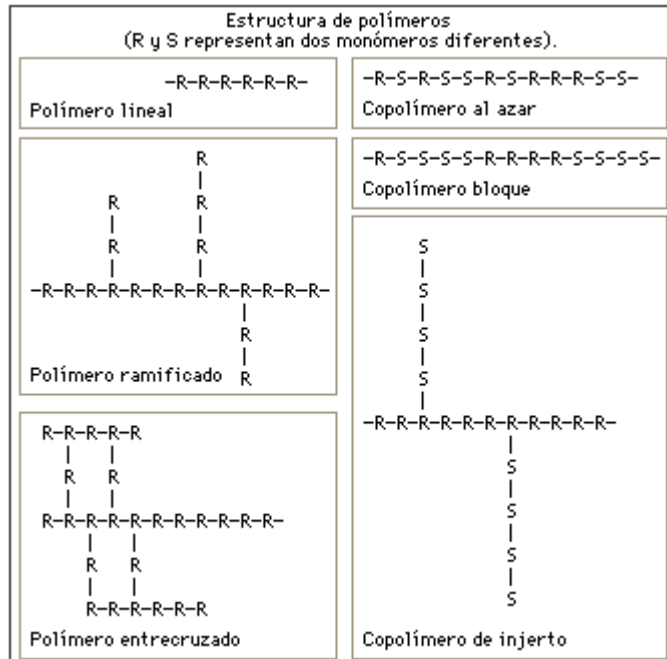 Estructura de polímeros
(R y S representan dos monómeros diferentes).
-R-R-R-R-R-R-
Polímero lineal
-R-S-R-S-S-R-S-R-R-R-S-S-
Copolímero al azar
-R-S-S-S-S-R-R-R-R-S-S-S-S-
Copolímero bloque
R
R R
R R
-R-R-R-R-R-R-R-R-R-R-R-R-R-
R
R
Polímero ramificado
R-R-R-R-R
R R
R-R-R-R-R-R-R-R-R-R-R-
R R
R-R-R-R-R-R
Polímero entrecruzado
S
S
S
S
-R-R-R-R-R-R-R-R-R-R-R-
S
S
S
S
Copolímero de injerto